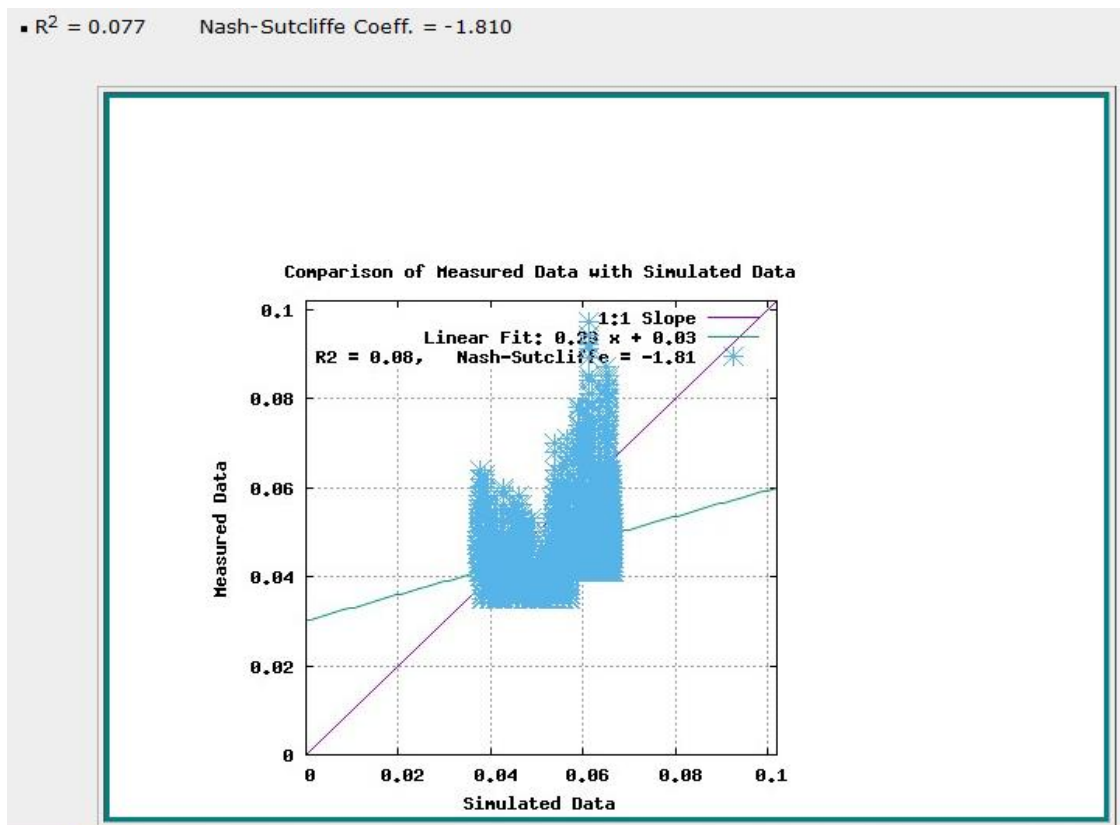 ▪ R² = 0.077 Nash-Sutcliffe Coeff. = -1.810
Comparison of Measured Data with Simulated Data
1:1 Slope
Linear Fit: x + 0.03
R2 = 0.08, Nash-Sutcliffe = -1.81
0.1
0.08
0.06
0.04
0.02
0
Measured Data
0 0.02 0.04 0.06 0.08 0.1
Simulated Data